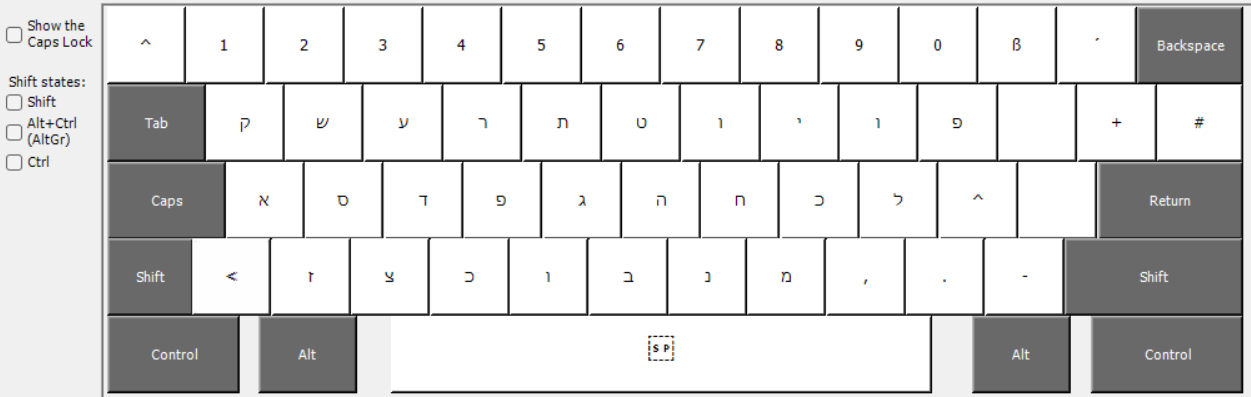 Show the
Caps Lock
Shift states:
Shift
Alt+Ctrl
(AltGr)
Ctrl
^ 1 2 3 4 5 6 7 8 9 0 ß ´ Backspace
Tab ק ש ע ר ת ט ו י ו פ + #
Caps א ס ד פ ג ה ח כ ל ^ Return
Shift < ז צ כ ו ב נ מ , . - Shift
Control Alt SP Alt Control